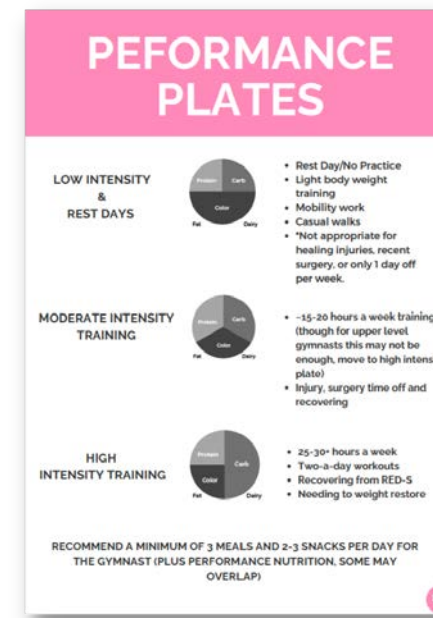 PEFORMANCE
PLATES
LOW INTENSITY
&
REST DAYS
Protein
Carb
Color
Fat
Dairy
• Rest Day/No Practice
• Light body weight
training
• Mobility work
• Casual walks
• *Not appropriate for
healing injuries, recent
surgery, or only 1 day off
per week.
MODERATE INTENSITY
TRAINING
Protein
Carb
Color
Fat
Dairy
• ~15-20 hours a week training
(though for upper level
gymnasts this may not be
enough, move to high intens
plate)
• Injury, surgery time off and
recovering
HIGH
INTENSITY TRAINING
Protein
Carb
Color
Fat
Dairy
• 25-30+ hours a week
• Two-a-day workouts
• Recovering from RED-S
• Needing to weight restore
RECOMMEND A MINIMUM OF 3 MEALS AND 2-3 SNACKS PER DAY FOR
THE GYMNAST (PLUS PERFORMANCE NUTRITION, SOME MAY
OVERLAP)